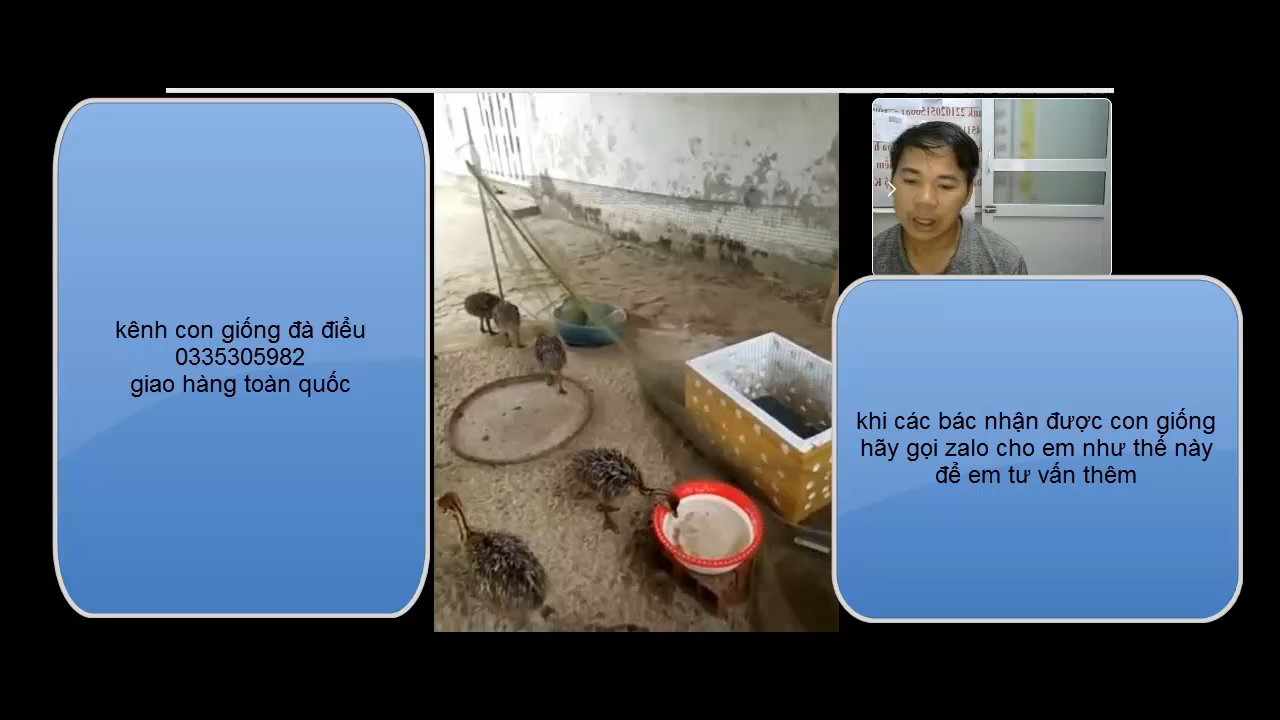 kênh con giống đà điểu
0335305982
giao hàng toàn quốc
khi các bác nhận được con giống
hãy gọi zalo cho em như thế này
để em tư vấn thêm